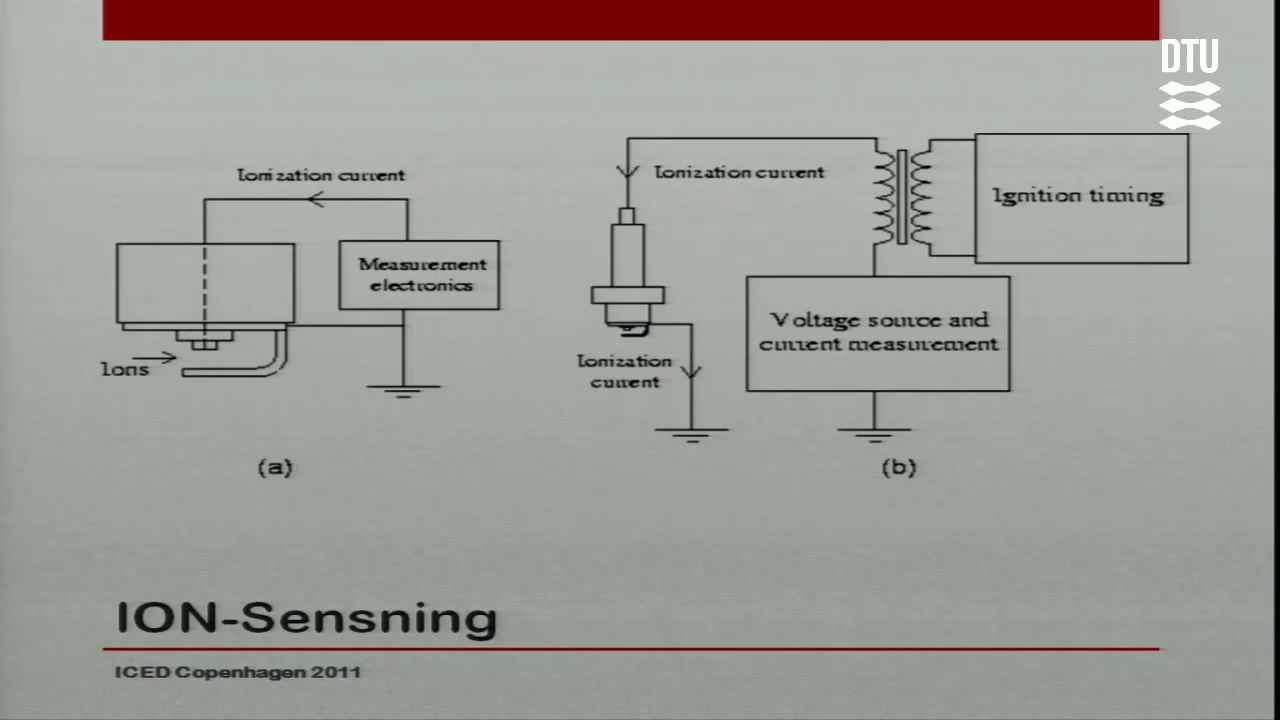 DTU
Ionization current
Measurement
electronics
Ions
(a)
Ionization current
Ignition timing
Voltage source and
current measurement
Ionization
current
(b)
ION-Sensning
ICED Copenhagen 2011